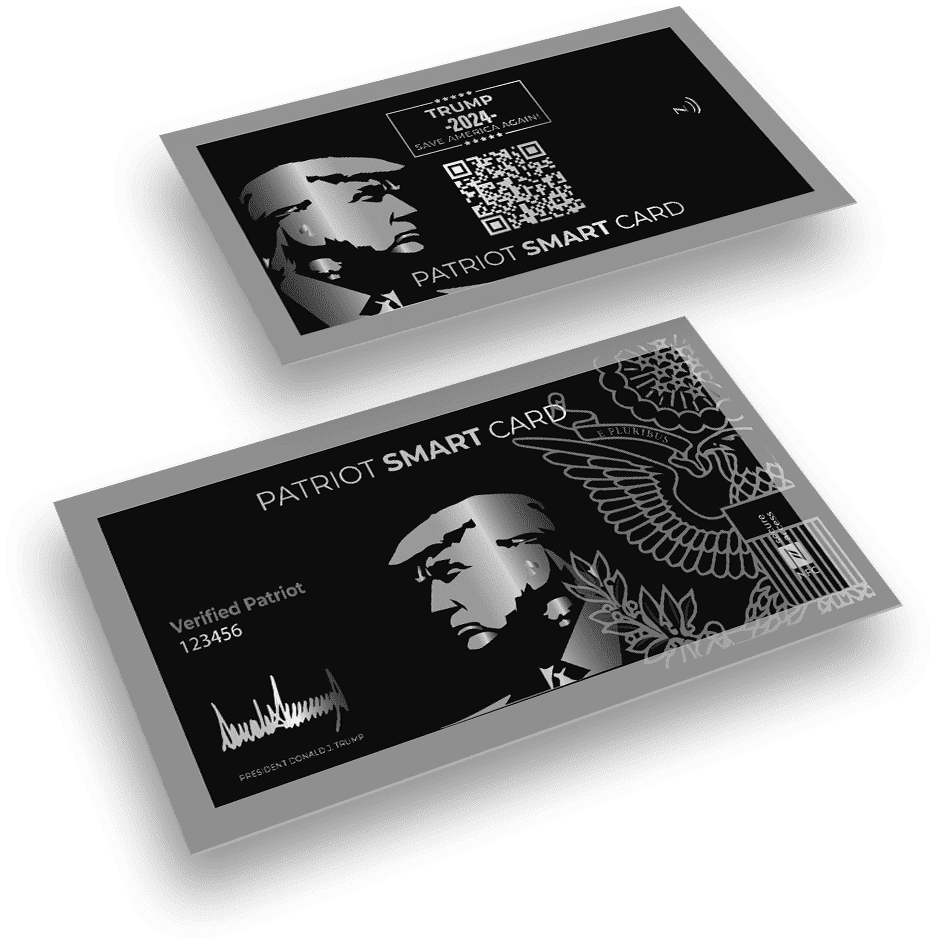 TRUMP
-2024-
SAVE AMERICA AGAIN!
PATRIOT SMART CARD
PATRIOT SMART CARD
E PLURIBUS
Verified Patriot
123456
PRESIDENT DONALD J. TRUMP